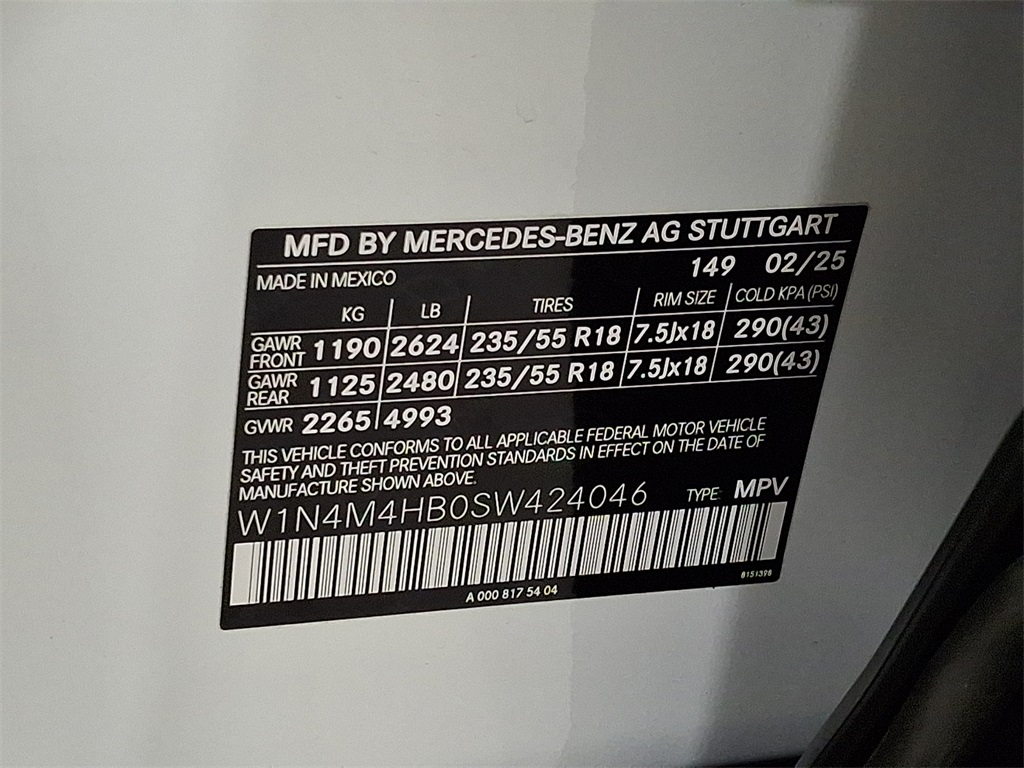 MFD BY MERCEDES-BENZ AG STUTTGART
MADE IN MEXICO 149 02/25
KG LB TIRES RIM SIZE COLD KPA (PSI)
GAWR FRONT 1190 2624 235/55 R18 7.5Jx18 290(43)
GAWR REAR 1125 2480 235/55 R18 7.5Jx18 290(43)
GVWR 2265 4993
THIS VEHICLE CONFORMS TO ALL APPLICABLE FEDERAL MOTOR VEHICLE
SAFETY AND THEFT PREVENTION STANDARDS IN EFFECT ON THE DATE OF
MANUFACTURE SHOWN ABOVE.
W1N4M4HB0SW424046 TYPE: MPV
A 000 817 54 04 8151398